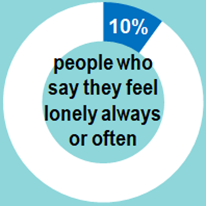 10%
people who
say they feel
lonely always
or often